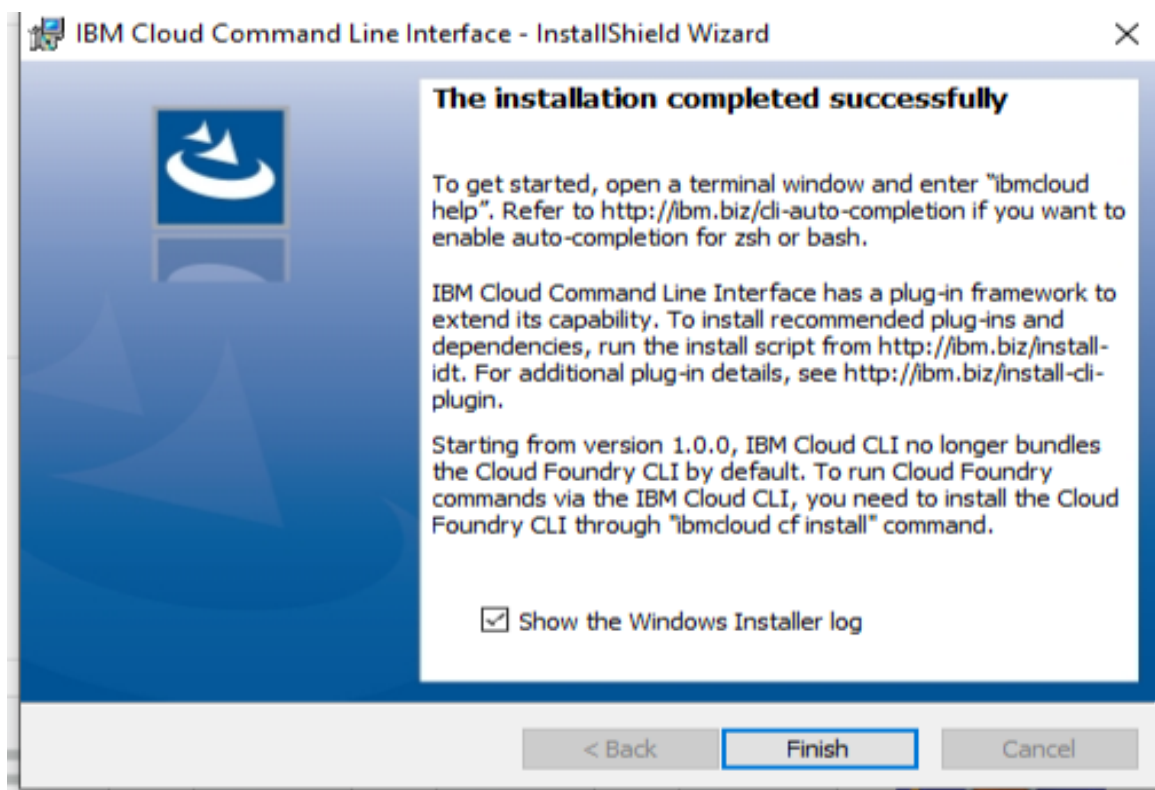 IBM Cloud Command Line Interface - InstallShield Wizard
The installation completed successfully
To get started, open a terminal window and enter "ibmcloud
help". Refer to http://ibm.biz/cli-auto-completion if you want to
enable auto-completion for zsh or bash.
IBM Cloud Command Line Interface has a plug-in framework to
extend its capability. To install recommended plug-ins and
dependencies, run the install script from http://ibm.biz/install-
idt. For additional plug-in details, see http://ibm.biz/install-cli-
plugin.
Starting from version 1.0.0, IBM Cloud CLI no longer bundles
the Cloud Foundry CLI by default. To run Cloud Foundry
commands via the IBM Cloud CLI, you need to install the Cloud
Foundry CLI through "ibmcloud cf install" command.
Show the Windows Installer log
< Back
Finish
Cancel